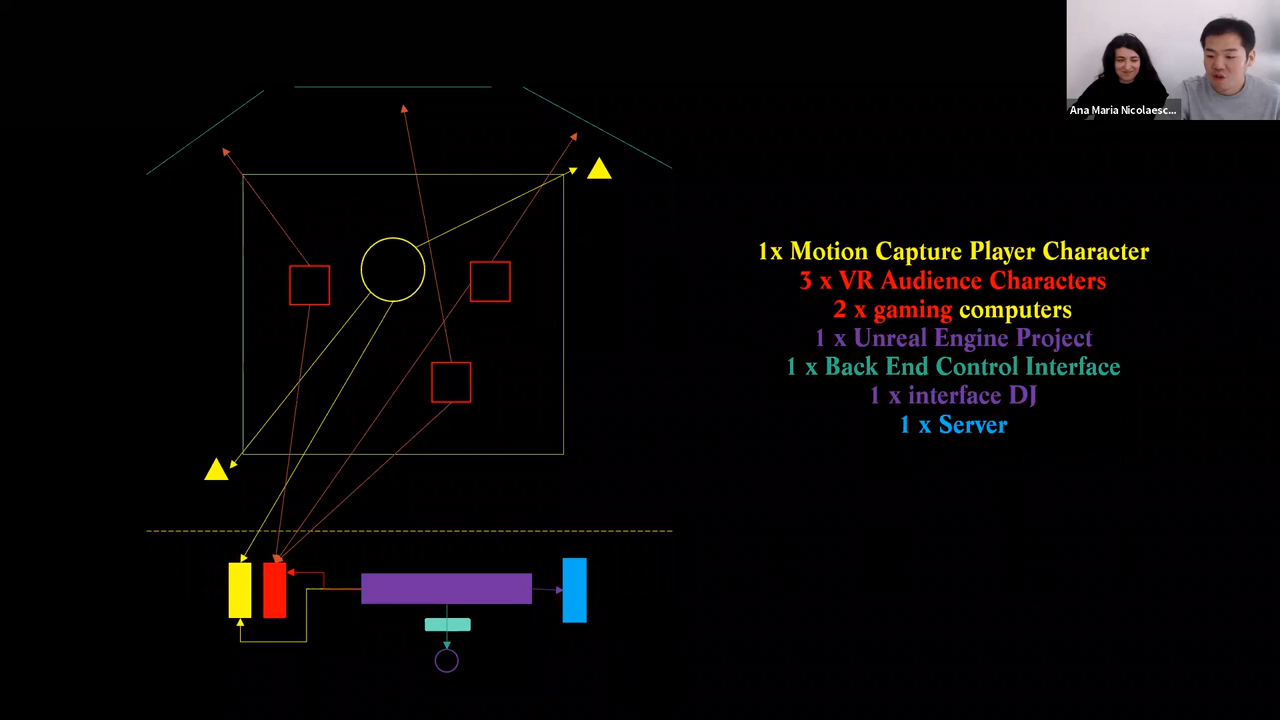 Ana Maria Nicolaesc...
1x Motion Capture Player Character
3 x VR Audience Characters
2 x gaming computers
1 x Unreal Engine Project
1 x Back End Control Interface
1 x interface DJ
1 x Server